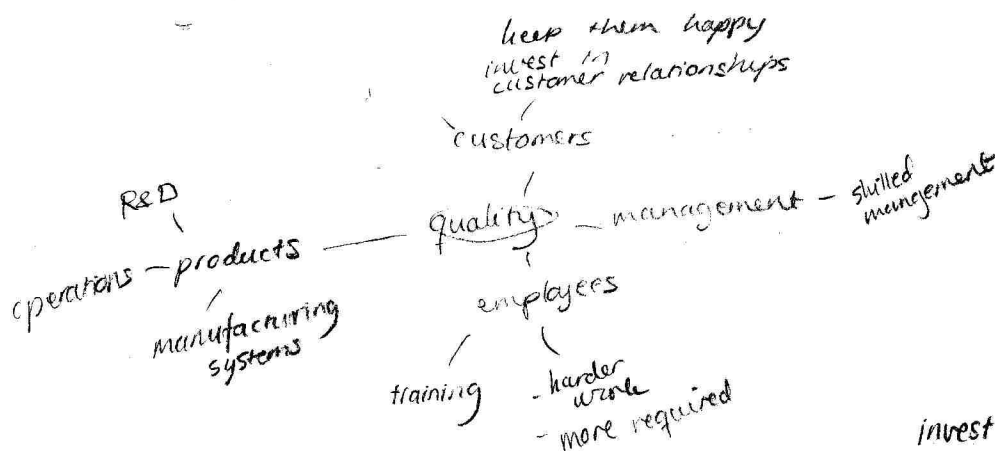 keep them happy
invest in
customer relationships
customers
R&D
quality
management
skilled
management
operations
products
employees
manufacturing
systems
training
- harder
work
- more required
invest